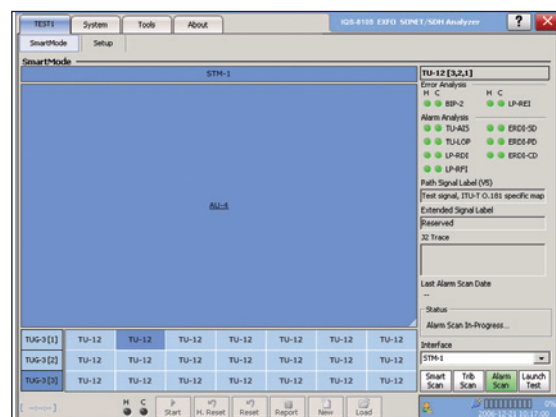 TEST1 System Tools About IQS-8105 EXFO SONET/SDH Analyzer ?
SmartMode Setup
SmartMode
STM-1
AU-4
TUG-3 [1] TU-12 TU-12 TU-12 TU-12 TU-12 TU-12 TU-12
TUG-3 [2] TU-12 TU-12 TU-12 TU-12 TU-12 TU-12 TU-12
TUG-3 [3] TU-12 TU-12 TU-12 TU-12 TU-12 TU-12 TU-12
TU-12 [3,2,1]
Error Analysis
H C H C
BIP-2 LP-REI
Alarm Analysis
TU-AIS ERDI-SD
TU-LOP ERDI-PD
LP-RDI ERDI-CD
LP-RFI
Path Signal Label (V5)
Test signal, ITU-T O.181 specific map
Extended Signal Label
Reserved
J2 Trace
Last Alarm Scan Date
--
Status
Alarm Scan In-Progress...
Interface
STM-1
Smart Scan
Trib Scan
Alarm Scan
Launch Test
[ --:--:-- ] H C Start H. Reset Reset Report New Load
0%
2006-12-21 10:17:00